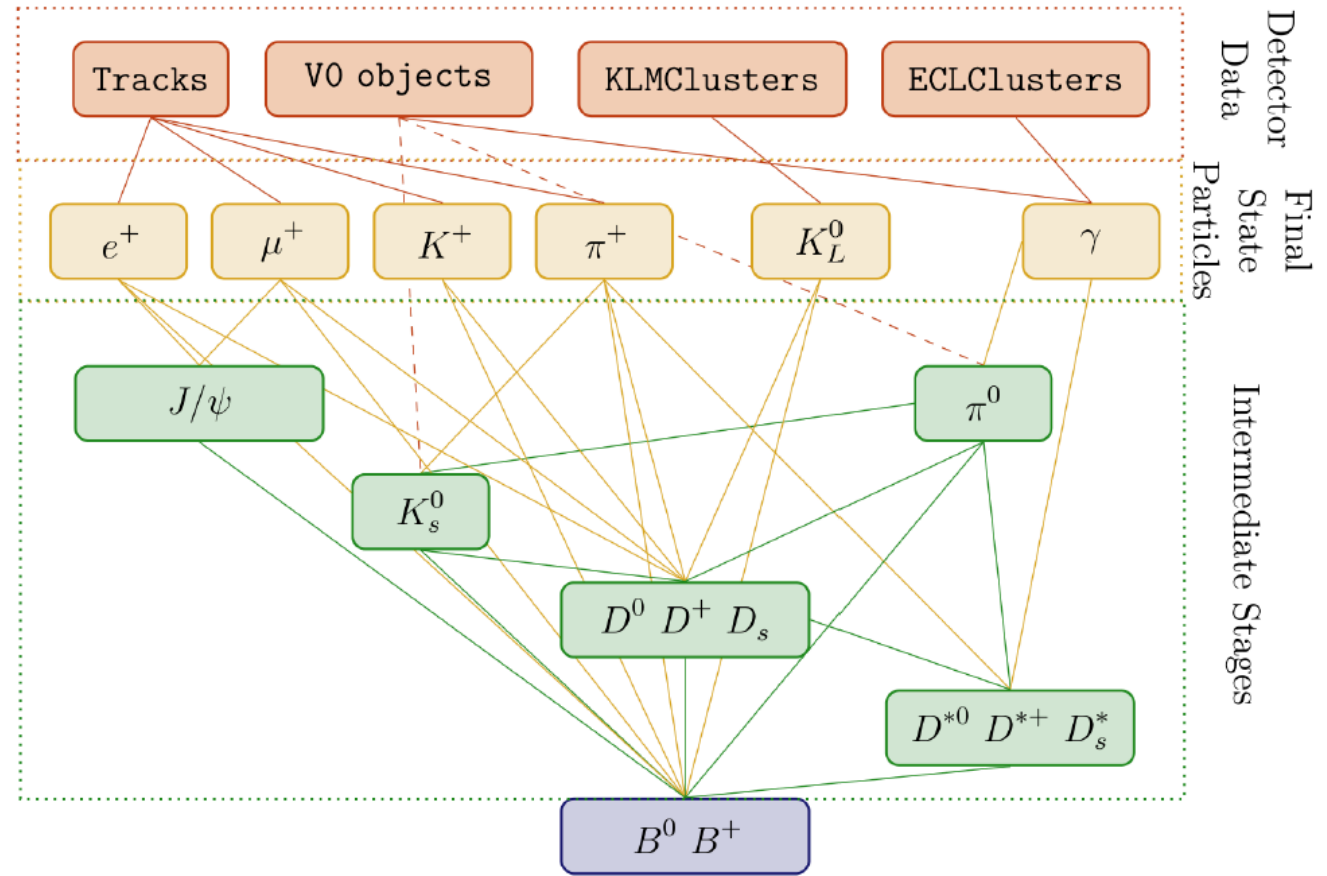 Tracks
V0 objects
KLMClusters
ECLClusters
Detector
Data
e⁺
μ⁺
K⁺
π⁺
K⁰_L
γ
Final
State
Particles
J/ψ
π⁰
K⁰_s
D⁰ D⁺ D_s
D*⁰ D*⁺ D*_s
Intermediate Stages
B⁰ B⁺